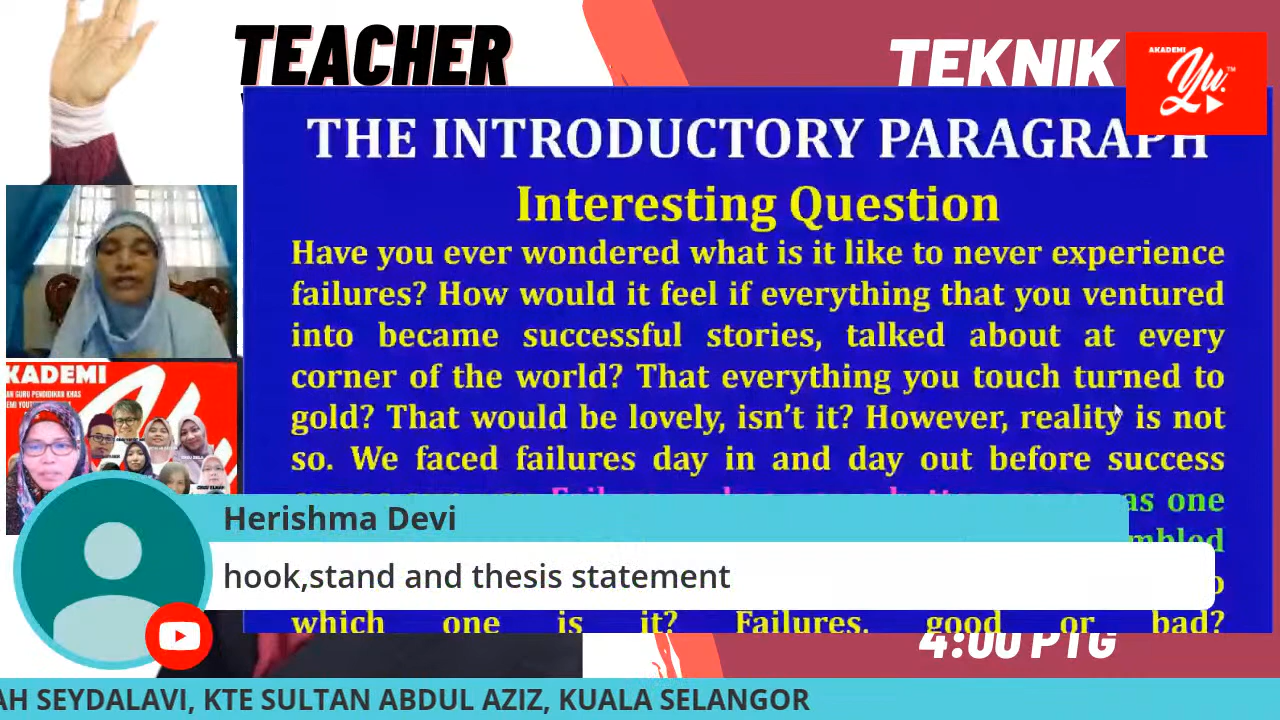 TEACHER
TEKNIK
AKADEMI
Yu.
TM
THE INTRODUCTORY PARAGRAPH
Interesting Question
Have you ever wondered what is it like to never experience
failures? How would it feel if everything that you ventured
into became successful stories, talked about at every
corner of the world? That everything you touch turned to
gold? That would be lovely, isn't it? However, reality is not
so. We faced failures day in and day out before success
as one
which one is it? Failures, good or bad?
KADEMI
Herishma Devi
hook,stand and thesis statement
4:00 PTG
AH SEYDALAVI, KTE SULTAN ABDUL AZIZ, KUALA SELANGOR